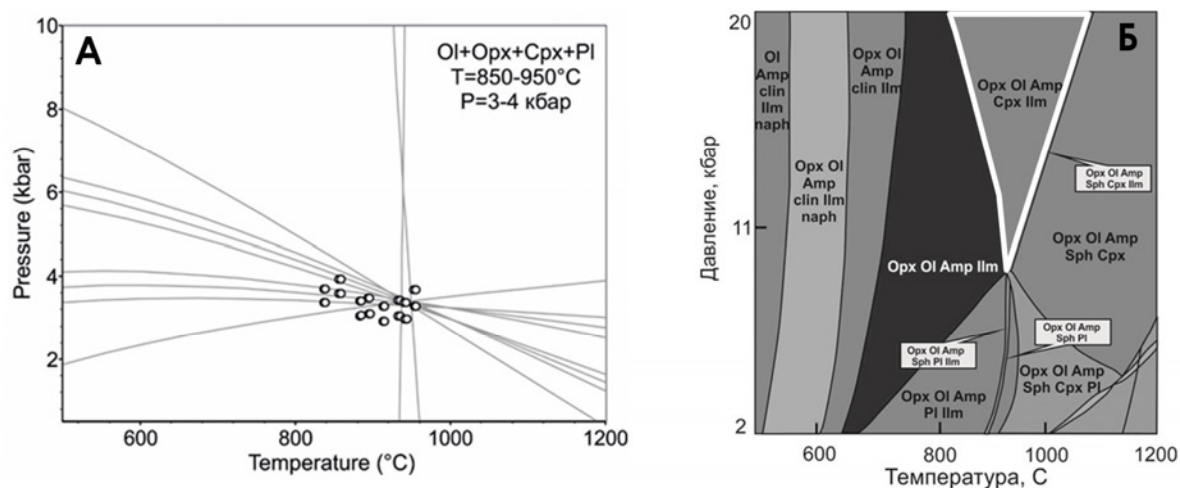 А
Ol+Opx+Cpx+Pl
T=850-950°C
P=3-4 кбар
10
8
6
4
2
Pressure (kbar)
600
800
1000
1200
Temperature (°C)
Б
20
11
2
Давление, кбар
Ol
Amp
clin
Ilm
naph
Opx Ol
Amp
clin Ilm
naph
Opx Ol
Amp
clin Ilm
Opx Ol Amp
Cpx Ilm
Opx Ol Amp
Sph Cpx Ilm
Opx Ol Amp
Sph Cpx
Opx Ol Amp Ilm
Opx Ol Amp
Sph Pl Ilm
Opx Ol Amp
Sph Pl
Opx Ol Amp
Sph Cpx Pl
Opx Ol Amp
Pl Ilm
600
800
1000
1200
Температура, С